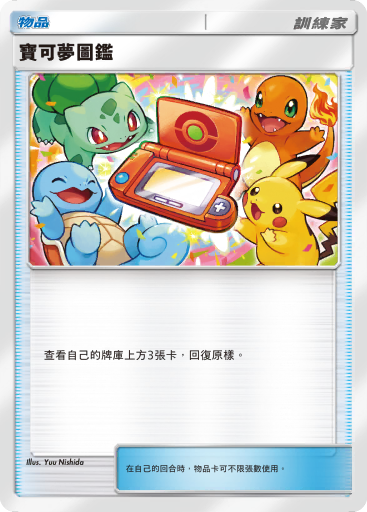 物品
訓練家
寶可夢圖鑑
查看自己的牌庫上方3張卡，回復原樣。
Illus. Yuu Nishida
在自己的回合時，物品卡可不限張數使用。